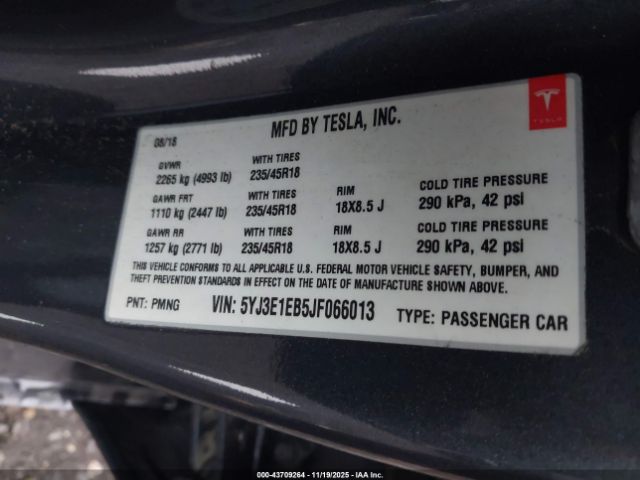 MFD BY TESLA, INC.
TESLA
08/18
GVWR WITH TIRES
2265 kg (4993 lb) 235/45R18
GAWR FRT WITH TIRES RIM COLD TIRE PRESSURE
1110 kg (2447 lb) 235/45R18 18X8.5 J 290 kPa, 42 psi
GAWR RR WITH TIRES RIM COLD TIRE PRESSURE
1257 kg (2771 lb) 235/45R18 18X8.5 J 290 kPa, 42 psi
THIS VEHICLE CONFORMS TO ALL APPLICABLE U.S. FEDERAL MOTOR VEHICLE SAFETY, BUMPER, AND
THEFT PREVENTION STANDARDS IN EFFECT ON THE DATE OF MANUFACTURE SHOWN ABOVE.
PNT: PMNG VIN: 5YJ3E1EB5JF066013 TYPE: PASSENGER CAR
000-43709264 - 11/19/2025 - IAAI